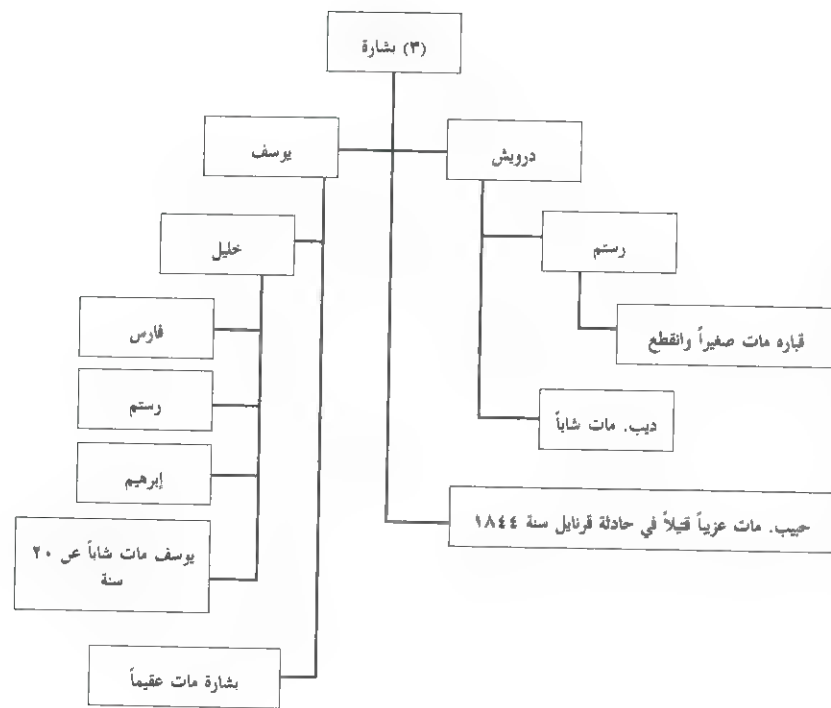 (٣) بشارة
درويش
يوسف
رستم
خليل
قباره مات صغيراً وانقطع
فارس
ديب. مات شاباً
رستم
إبرهيم
حبيب. مات عزيباً قتيلاً في حادثة قرنايل سنة ١٨٤٤
يوسف مات شاباً عن ٢٠
سنة
بشارة مات عقيماً